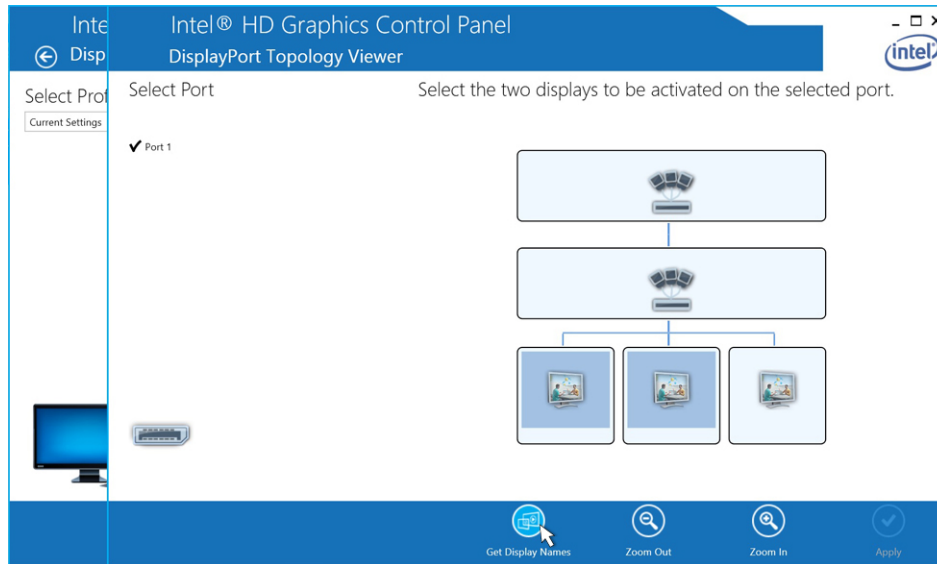 Inte
Disp
Select Prof
Current Settings
Intel® HD Graphics Control Panel
DisplayPort Topology Viewer
intel
Select Port
Select the two displays to be activated on the selected port.
Port 1
Get Display Names
Zoom Out
Zoom In
Apply